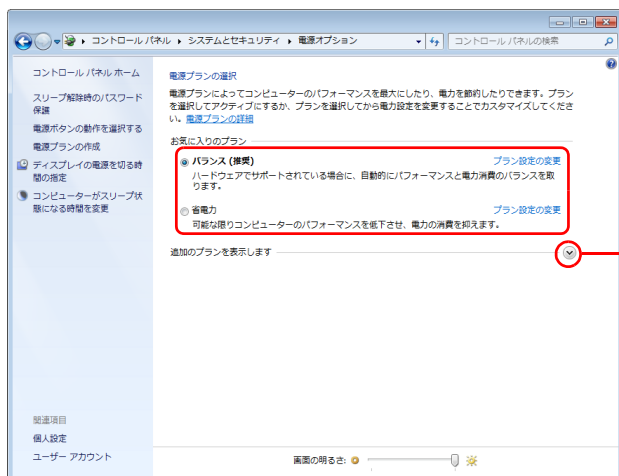 コントロール パネル ▸ システムとセキュリティ ▸ 電源オプション
コントロール パネルの検索
コントロール パネル ホーム
スリープ解除時のパスワード
保護
電源ボタンの動作を選択する
電源プランの作成
ディスプレイの電源を切る時
間の指定
コンピューターがスリープ状
態になる時間を変更
電源プランの選択
電源プランによってコンピューターのパフォーマンスを最大にしたり、電力を節約したりできます。プラン
を選択してアクティブにするか、プランを選択してから電力設定を変更することでカスタマイズしてくださ
い。電源プランの詳細
お気に入りのプラン
バランス (推奨) プラン設定の変更
ハードウェアでサポートされている場合に、自動的にパフォーマンスと電力消費のバランスを取
ります。
省電力 プラン設定の変更
可能な限りコンピューターのパフォーマンスを低下させ、電力の消費を抑えます。
追加のプランを表示します
関連項目
個人設定
ユーザー アカウント
画面の明るさ: